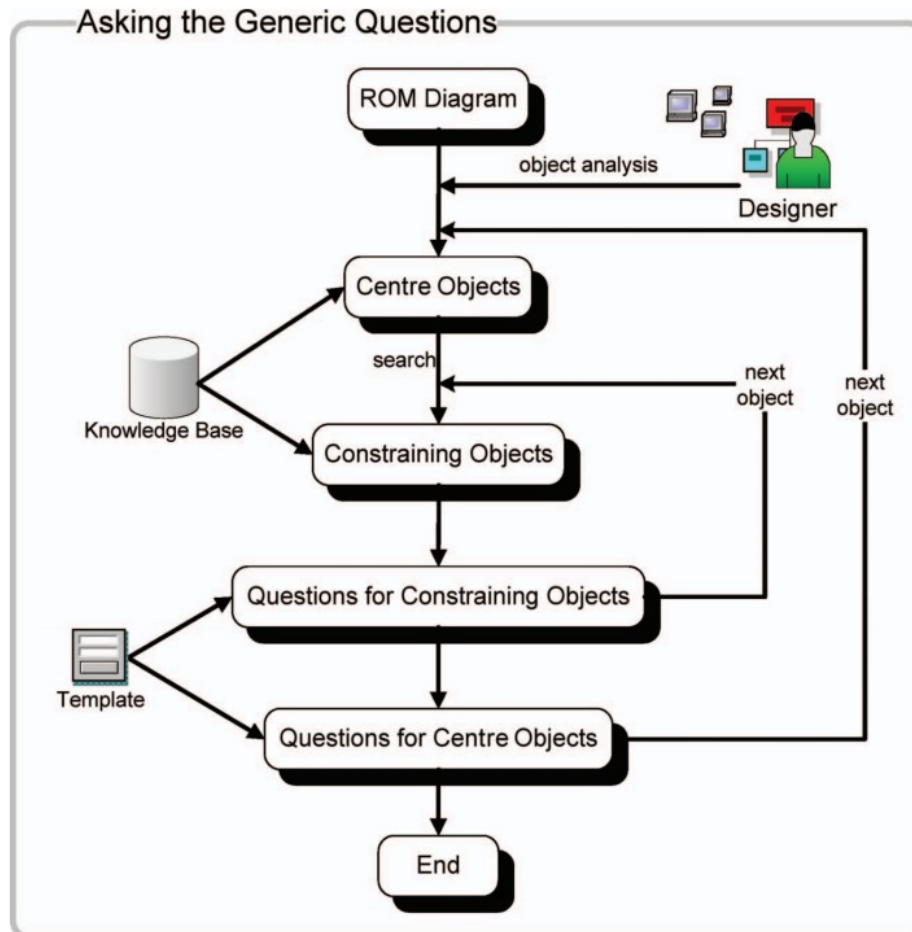 Asking the Generic Questions
ROM Diagram
object analysis
Designer
Centre Objects
search
next
object
next
object
Knowledge Base
Constraining Objects
Questions for Constraining Objects
Template
Questions for Centre Objects
End